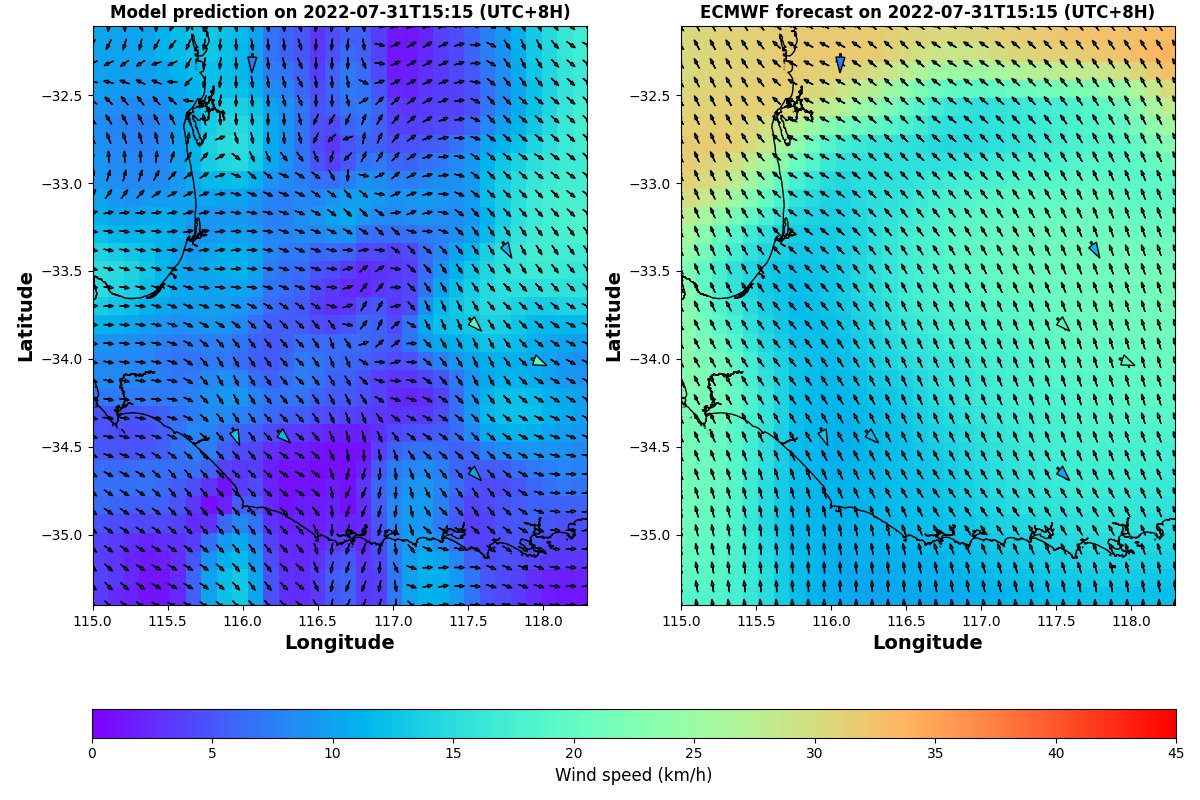 Model prediction on 2022-07-31T15:15 (UTC+8H)
ECMWF forecast on 2022-07-31T15:15 (UTC+8H)
−32.5
−33.0
−33.5
−34.0
−34.5
−35.0
Latitude
115.0 115.5 116.0 116.5 117.0 117.5 118.0
Longitude
−32.5
−33.0
−33.5
−34.0
−34.5
−35.0
Latitude
115.0 115.5 116.0 116.5 117.0 117.5 118.0
Longitude
0 5 10 15 20 25 30 35 40 45
Wind speed (km/h)